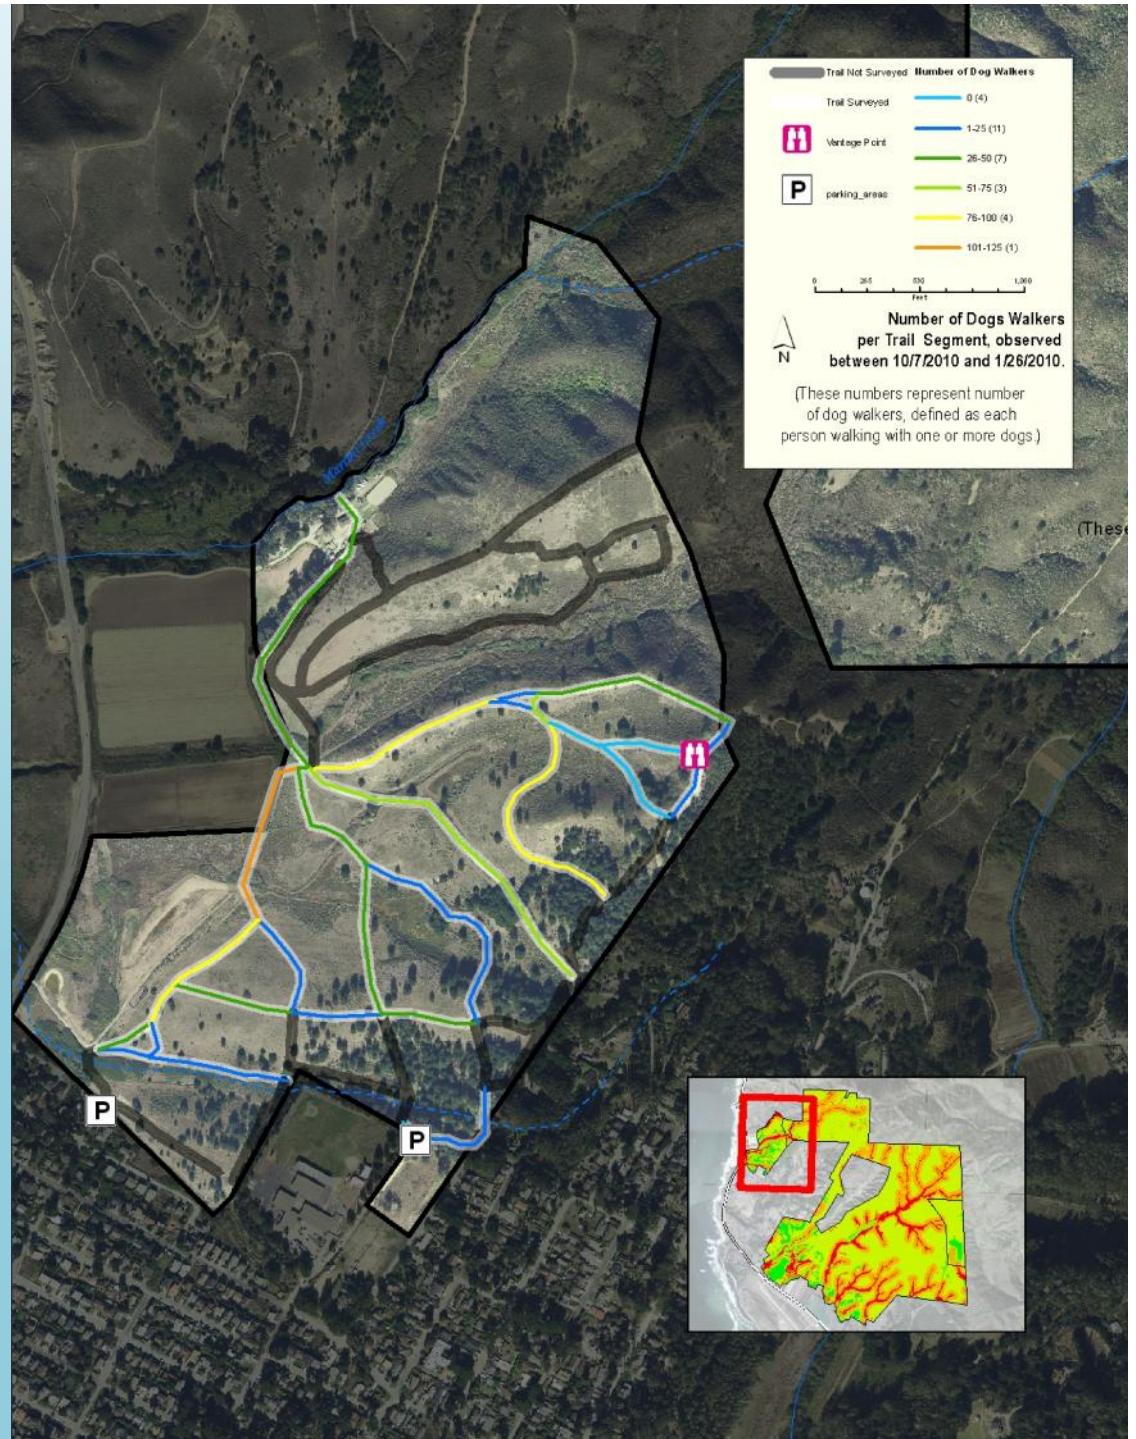 Trail Not Surveyed
Trail Surveyed
Vantage Point
P
parking_areas
Number of Dog Walkers
0 (4)
1-25 (11)
26-50 (7)
51-75 (3)
76-100 (4)
101-125 (1)
0 265 530 1,060
Feet
N
Number of Dogs Walkers
per Trail Segment, observed
between 10/7/2010 and 1/26/2010.
(These numbers represent number
of dog walkers, defined as each
person walking with one or more dogs.)
(These
P
P